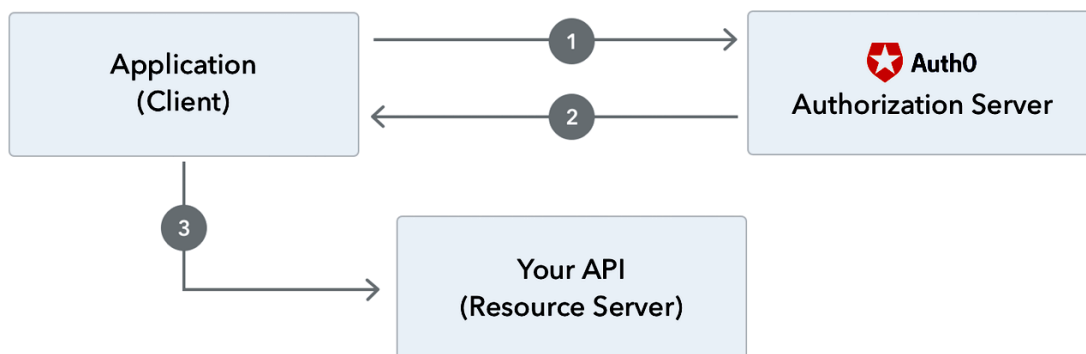 Application
(Client)
1
Auth0
Authorization Server
2
3
Your API
(Resource Server)